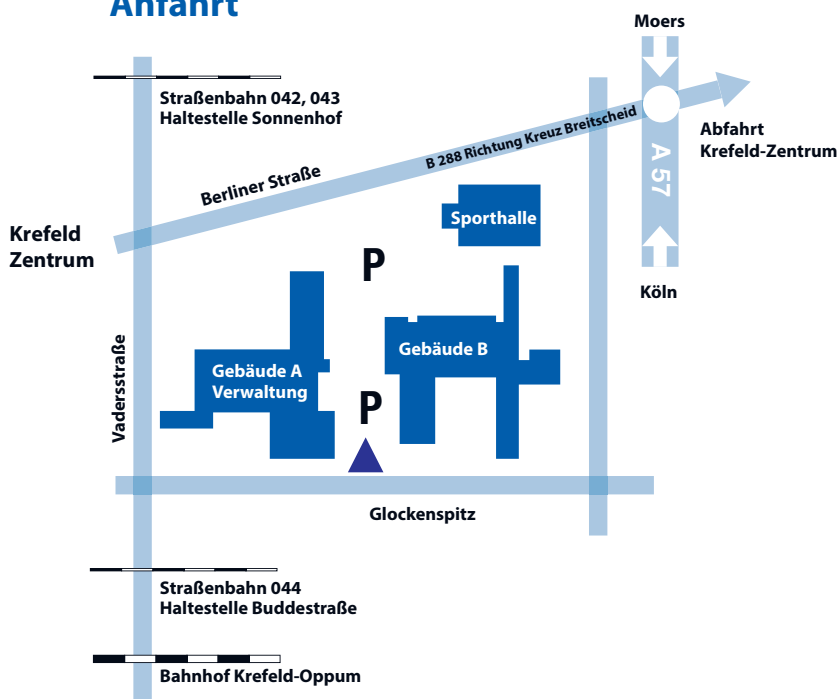 Anfahrt
Moers
Straßenbahn 042, 043
Haltestelle Sonnenhof
B 288 Richtung Kreuz Breitscheid
Abfahrt
Krefeld-Zentrum
A 57
Berliner Straße
Sporthalle
Krefeld
Zentrum
P
Köln
Vadersstraße
Gebäude B
Gebäude A
Verwaltung
P
Glockenspitz
Straßenbahn 044
Haltestelle Buddestraße
Bahnhof Krefeld-Oppum